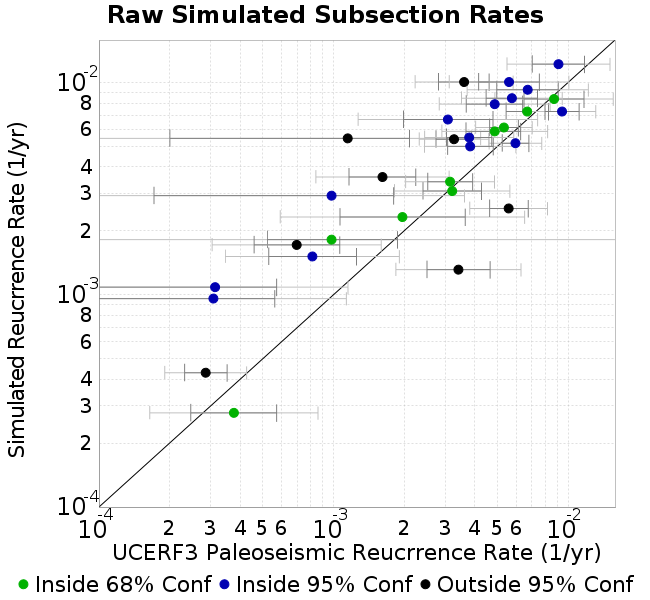 Raw Simulated Subsection Rates
Simulated Reucrrence Rate (1/yr)
10-2
8
6
4
3
2
10-3
8
6
4
3
2
10-4
10-4 2 3 4 5 6 10-3 2 3 4 5 6 10-2
UCERF3 Paleoseismic Reucrrence Rate (1/yr)
Inside 68% Conf Inside 95% Conf Outside 95% Conf